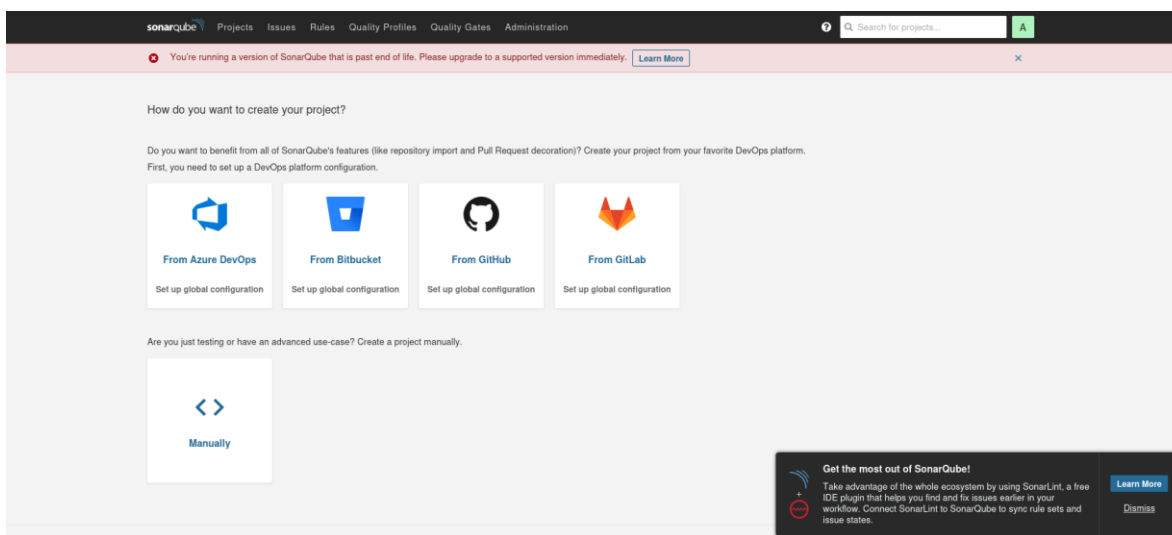 sonarqube Projects Issues Rules Quality Profiles Quality Gates Administration ? Search for projects... A
You're running a version of SonarQube that is past end of life. Please upgrade to a supported version immediately. Learn More
How do you want to create your project?
Do you want to benefit from all of SonarQube's features (like repository import and Pull Request decoration)? Create your project from your favorite DevOps platform.
First, you need to set up a DevOps platform configuration.
From Azure DevOps From Bitbucket From GitHub From GitLab
Set up global configuration Set up global configuration Set up global configuration Set up global configuration
Are you just testing or have an advanced use-case? Create a project manually.
Manually
Get the most out of SonarQube!
Take advantage of the whole ecosystem by using SonarLint, a free
IDE plugin that helps you find and fix issues earlier in your
workflow. Connect SonarLint to SonarQube to sync rule sets and
issue states.
Learn More
Dismiss